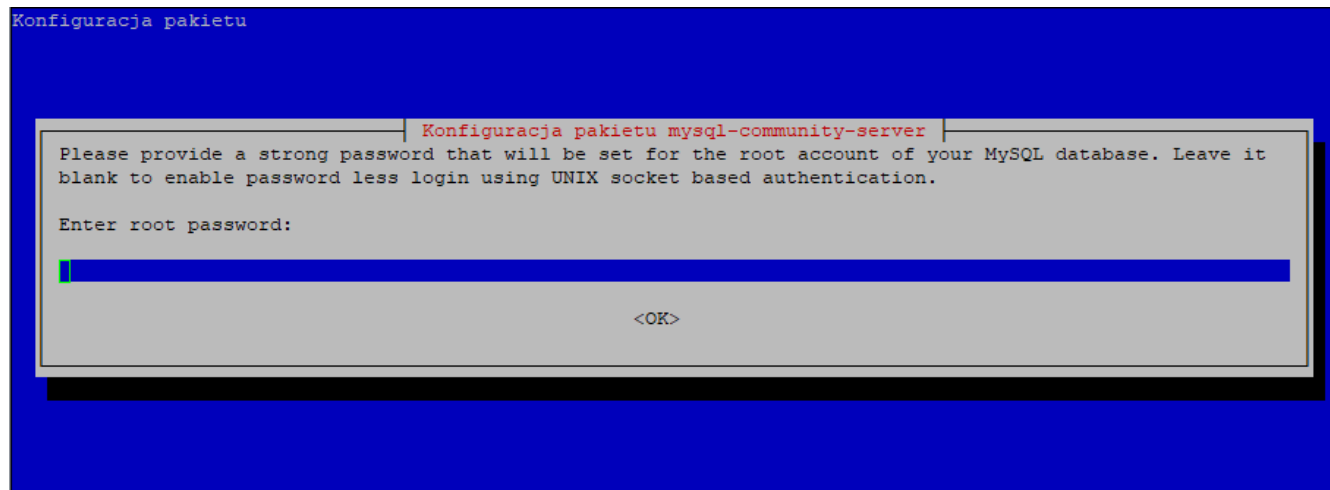 Konfiguracja pakietu
Konfiguracja pakietu mysql-community-server
Please provide a strong password that will be set for the root account of your MySQL database. Leave it
blank to enable password less login using UNIX socket based authentication.
Enter root password:
<OK>